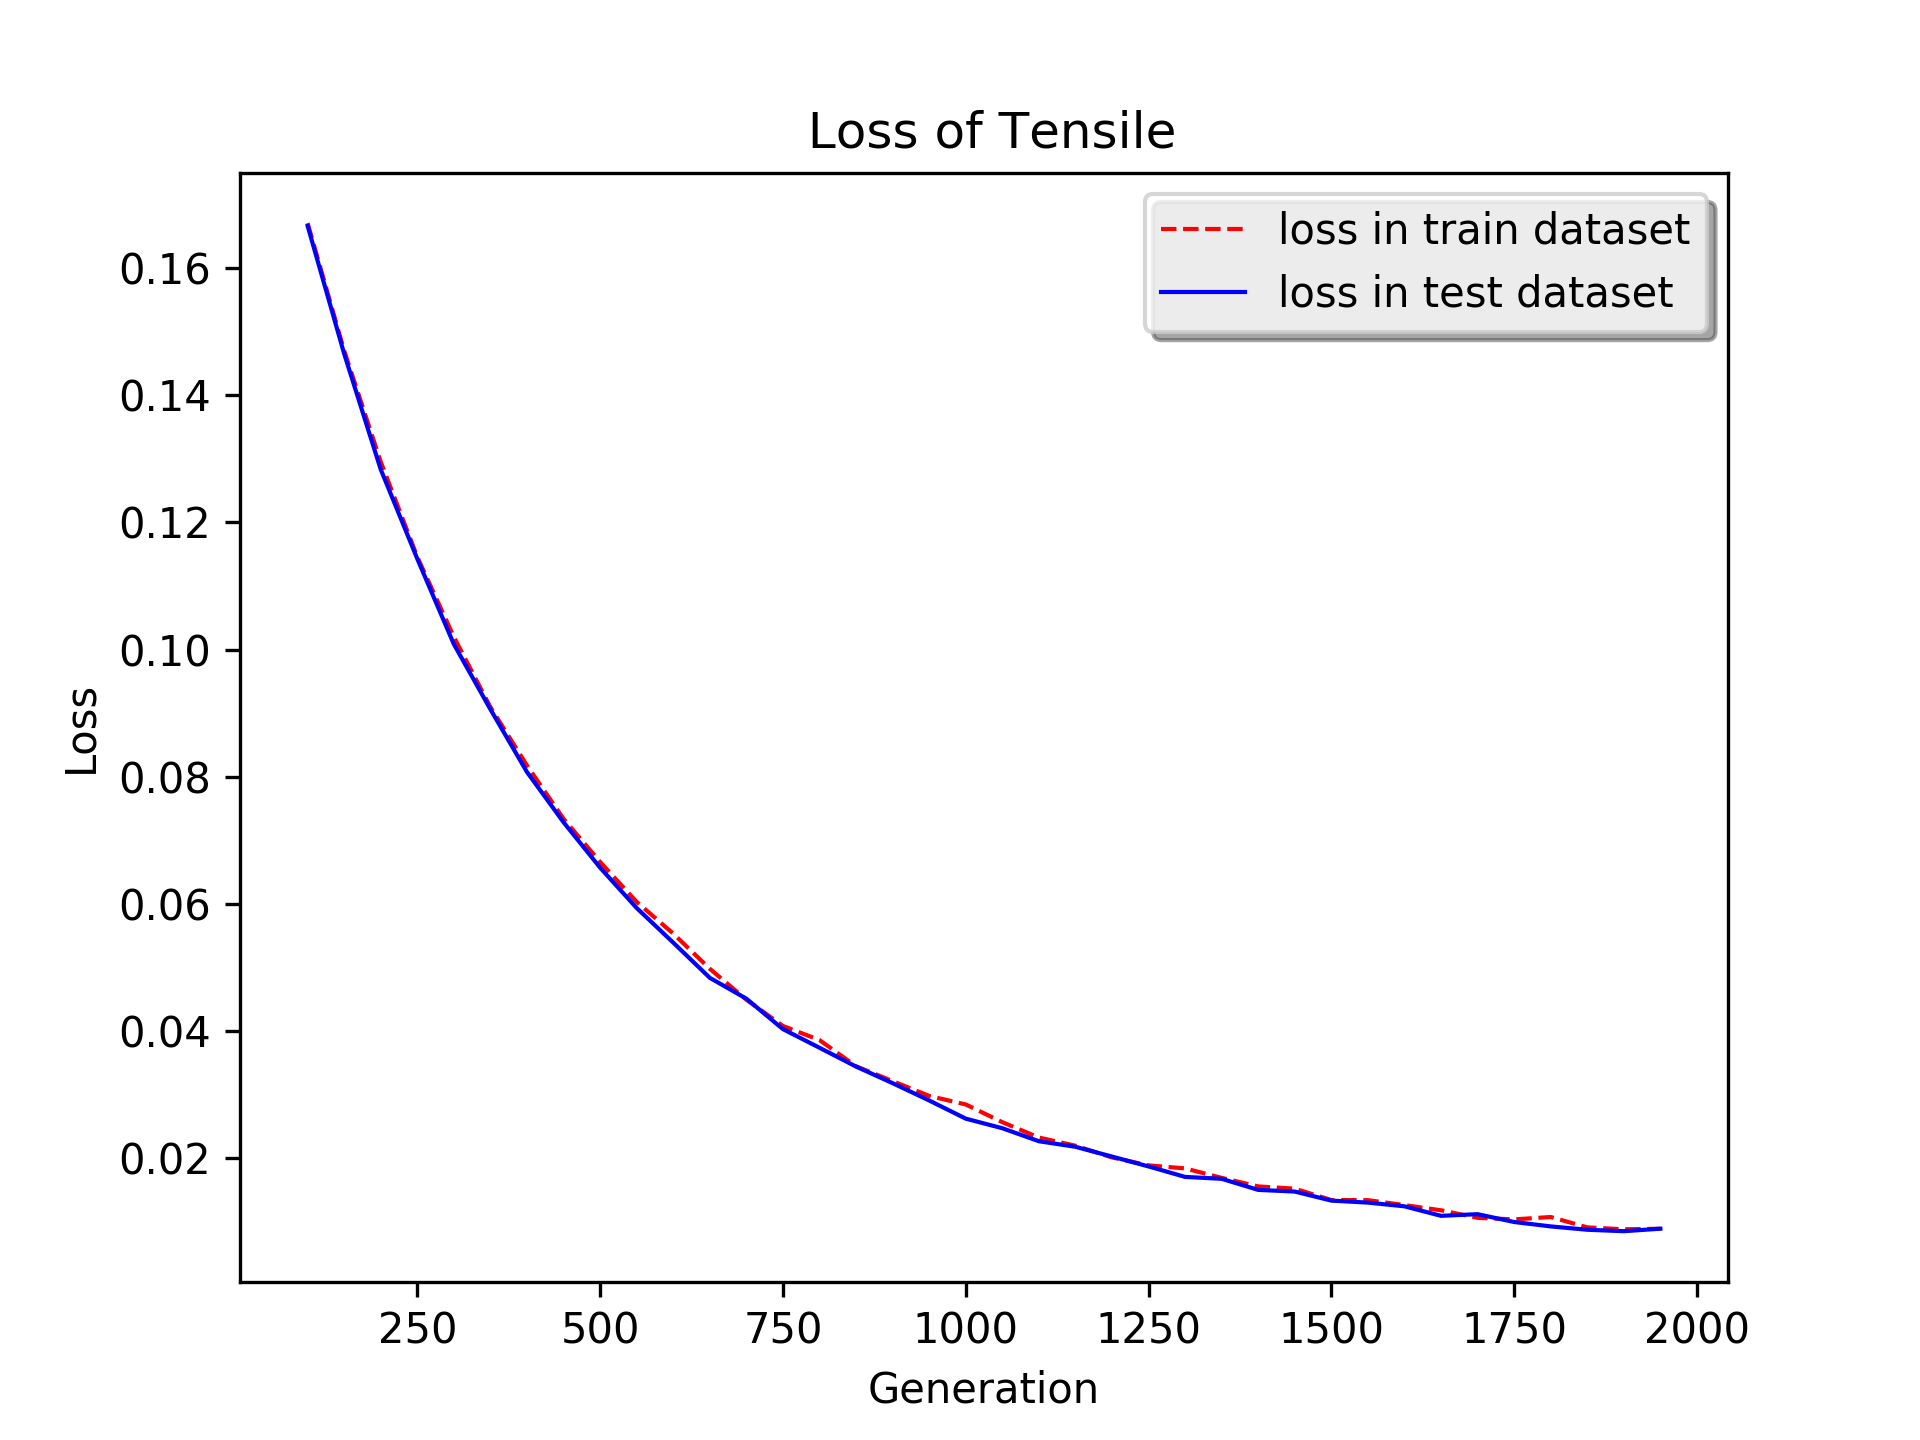 Loss of Tensile
loss in train dataset
loss in test dataset
0.16
0.14
0.12
0.10
0.08
0.06
0.04
0.02
Loss
250 500 750 1000 1250 1500 1750 2000
Generation